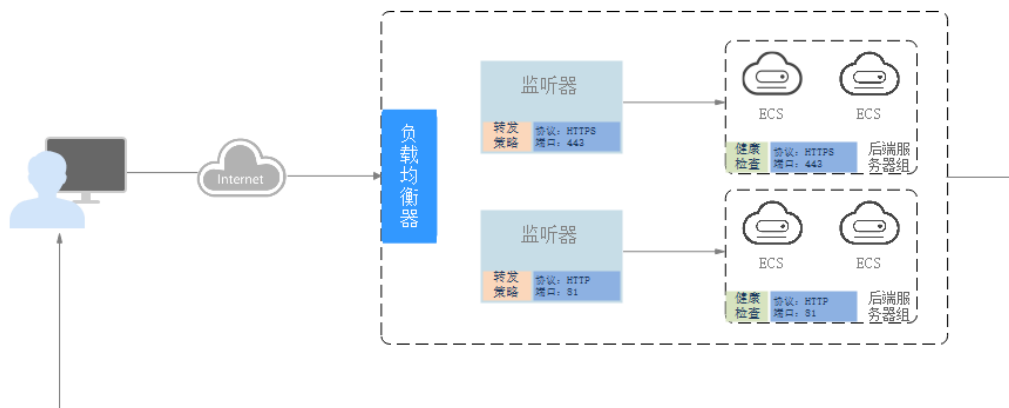 Internet
负载均衡器
监听器
转发
策略
协议: HTTPS
端口: 443
ECS
ECS
健康
检查
协议: HTTPS
端口: 443
后端服
务器组
监听器
转发
策略
协议: HTTP
端口: 81
ECS
ECS
健康
检查
协议: HTTP
端口: 81
后端服
务器组